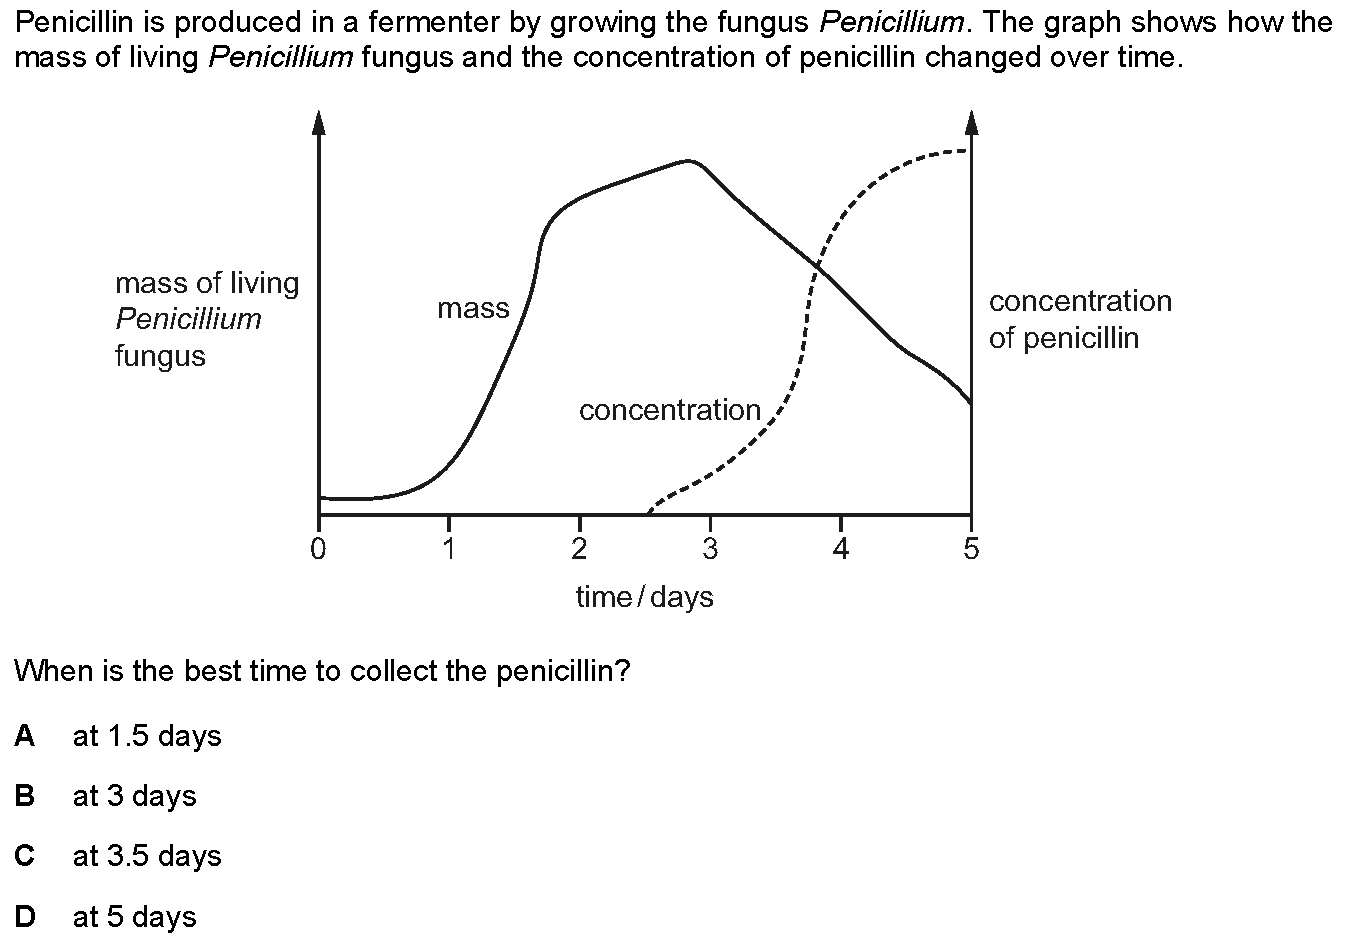 Penicillin is produced in a fermenter by growing the fungus Penicillium. The graph shows how the
mass of living Penicillium fungus and the concentration of penicillin changed over time.
mass of living
Penicillium
fungus
mass
concentration
concentration
of penicillin
0 1 2 3 4 5
time / days
When is the best time to collect the penicillin?
A at 1.5 days
B at 3 days
C at 3.5 days
D at 5 days